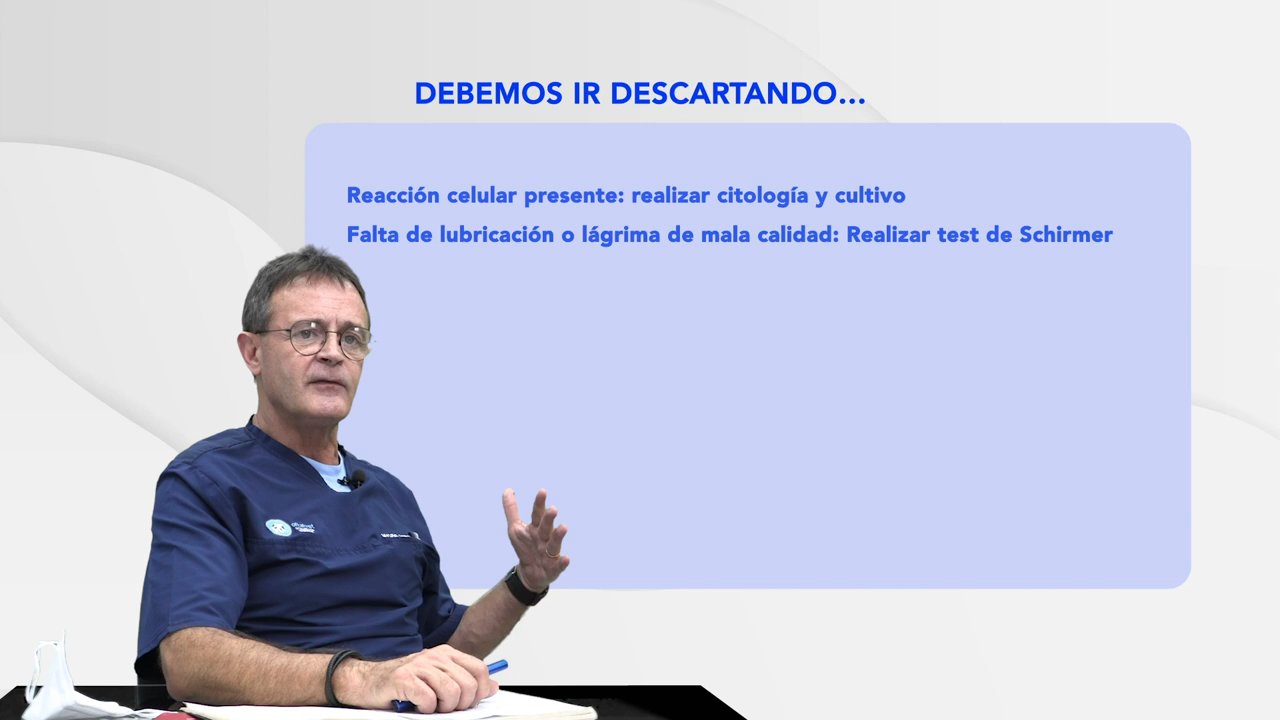 DEBEMOS IR DESCARTANDO...
Reacción celular presente: realizar citología y cultivo
Falta de lubricación o lágrima de mala calidad: Realizar test de Schirmer